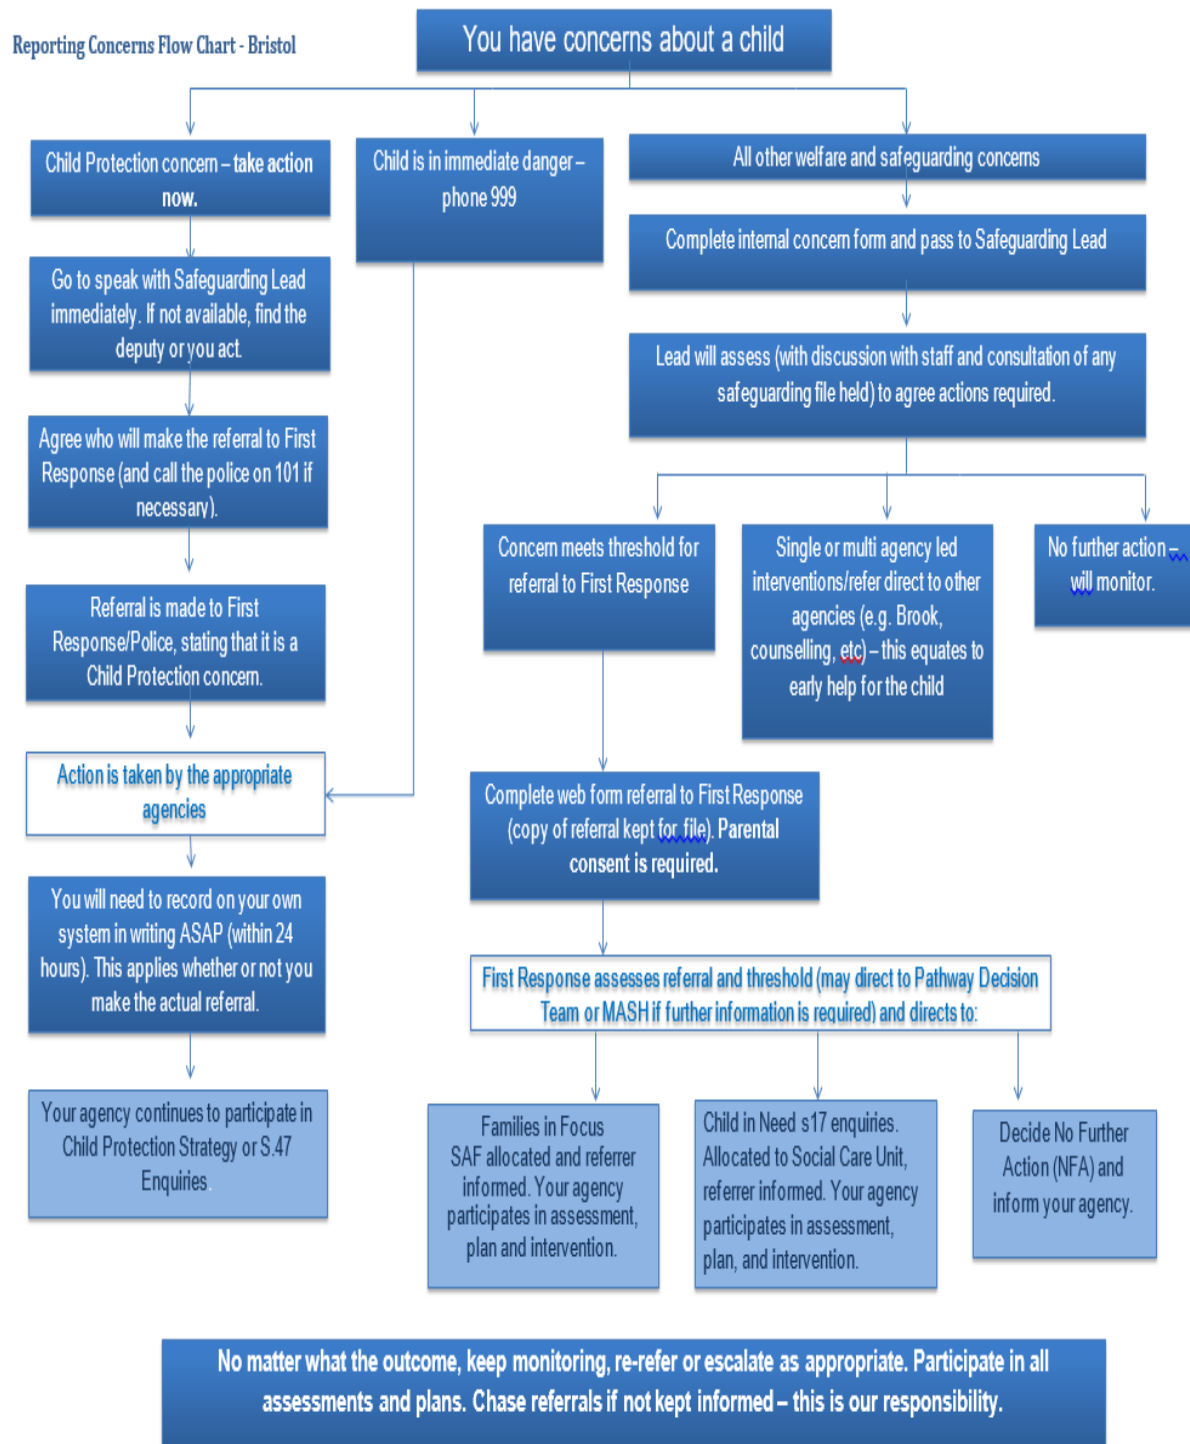 Reporting Concerns Flow Chart - Bristol
You have concerns about a child
Child Protection concern – take action
now.
Child is in immediate danger –
phone 999
All other welfare and safeguarding concerns
Go to speak with Safeguarding Lead
immediately. If not available, find the
deputy or you act.
Complete internal concern form and pass to Safeguarding Lead
Lead will assess (with discussion with staff and consultation of any
safeguarding file held) to agree actions required.
Agree who will make the referral to First
Response (and call the police on 101 if
necessary).
Concern meets threshold for
referral to First Response
Single or multi agency led
interventions/refer direct to other
agencies (e.g. Brook,
counselling, etc) – this equates to
early help for the child
No further action –
will monitor.
Referral is made to First
Response/Police, stating that it is a
Child Protection concern.
Action is taken by the appropriate
agencies
Complete web form referral to First Response
(copy of referral kept for file). Parental
consent is required.
You will need to record on your own
system in writing ASAP (within 24
hours). This applies whether or not you
make the actual referral.
First Response assesses referral and threshold (may direct to Pathway Decision
Team or MASH if further information is required) and directs to:
Your agency continues to participate in
Child Protection Strategy or S.47
Enquiries.
Families in Focus
SAF allocated and referrer
informed. Your agency
participates in assessment,
plan and intervention.
Child in Need s17 enquiries.
Allocated to Social Care Unit,
referrer informed. Your agency
participates in assessment,
plan, and intervention.
Decide No Further
Action (NFA) and
inform your agency.
No matter what the outcome, keep monitoring, re-refer or escalate as appropriate. Participate in all
assessments and plans. Chase referrals if not kept informed – this is our responsibility.